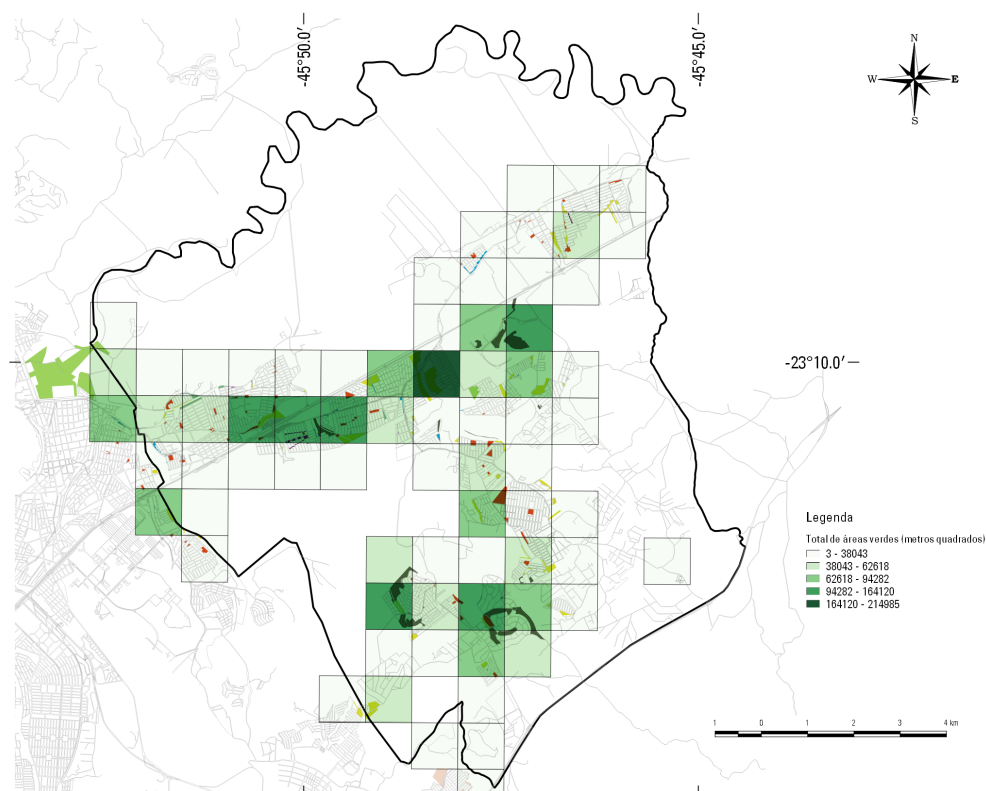 -45°50.0′
-45°45.0′
N
W
E
S
-23°10.0′
Legenda
Total de áreas verdes (metros quadrados)
3 - 38043
38043 - 62618
62618 - 94282
94282 - 164120
164120 - 214985
1 0 1 2 3 4 km